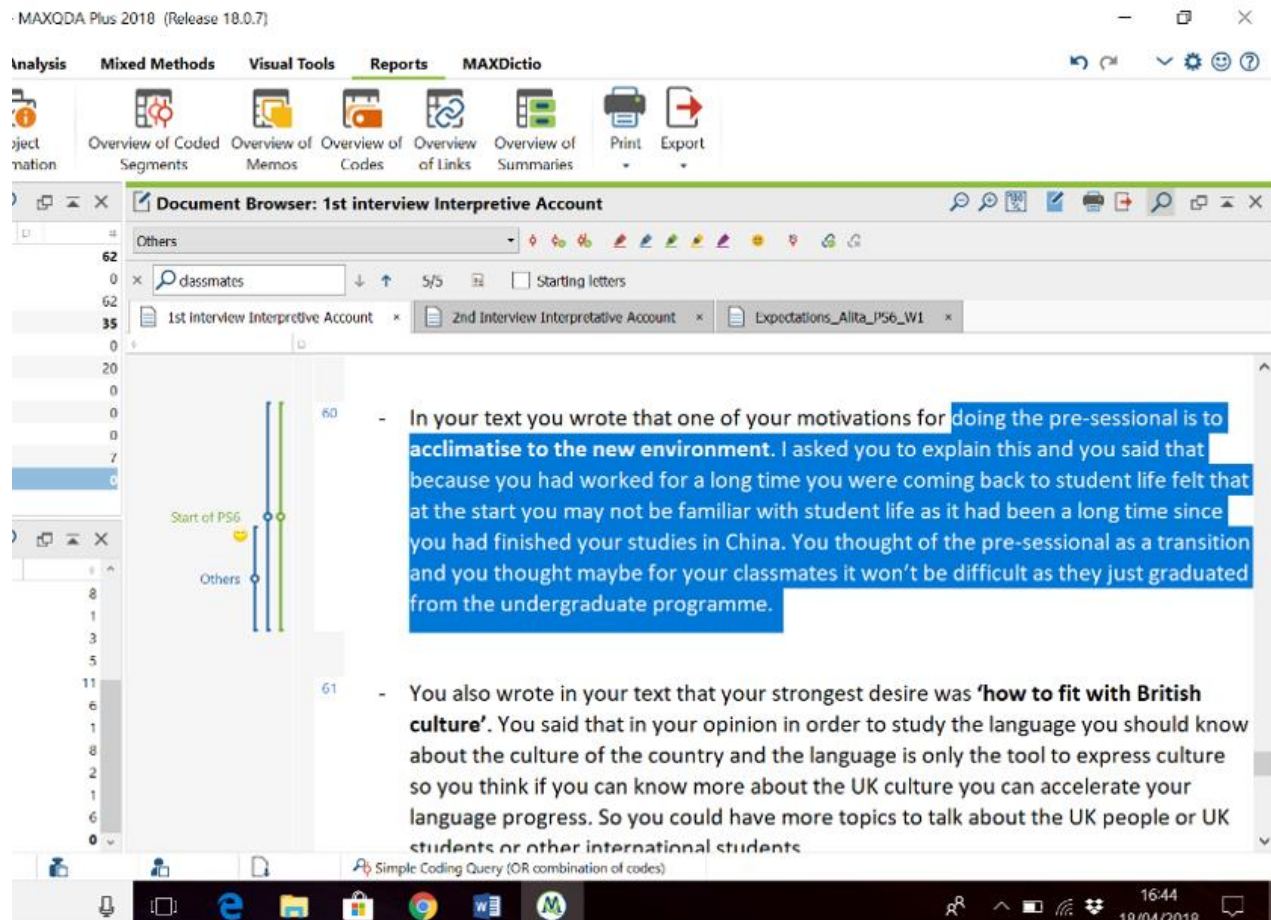 - MAXQDA Plus 2018 (Release 18.0.7)
Analysis Mixed Methods Visual Tools Reports MAXDictio
Overview of Coded Segments
Overview of Memos
Overview of Codes
Overview of Links
Overview of Summaries
Print
Export
Document Browser: 1st interview Interpretive Account
Others
classmates 5/5 Starting letters
1st interview Interpretive Account
2nd Interview Interpretative Account
Expectations_Alita_PS6_W1
62
0
62
35
0
20
0
0
0
7
0
8
1
3
5
11
6
1
8
2
1
6
0
Start of PS6
Others
60 - In your text you wrote that one of your motivations for doing the pre-sessional is to
acclimatise to the new environment. I asked you to explain this and you said that
because you had worked for a long time you were coming back to student life felt that
at the start you may not be familiar with student life as it had been a long time since
you had finished your studies in China. You thought of the pre-sessional as a transition
and you thought maybe for your classmates it won't be difficult as they just graduated
from the undergraduate programme.
61 - You also wrote in your text that your strongest desire was 'how to fit with British
culture'. You said that in your opinion in order to study the language you should know
about the culture of the country and the language is only the tool to express culture
so you think if you can know more about the UK culture you can accelerate your
language progress. So you could have more topics to talk about the UK people or UK
students or other international students
Simple Coding Query (OR combination of codes)
16:44